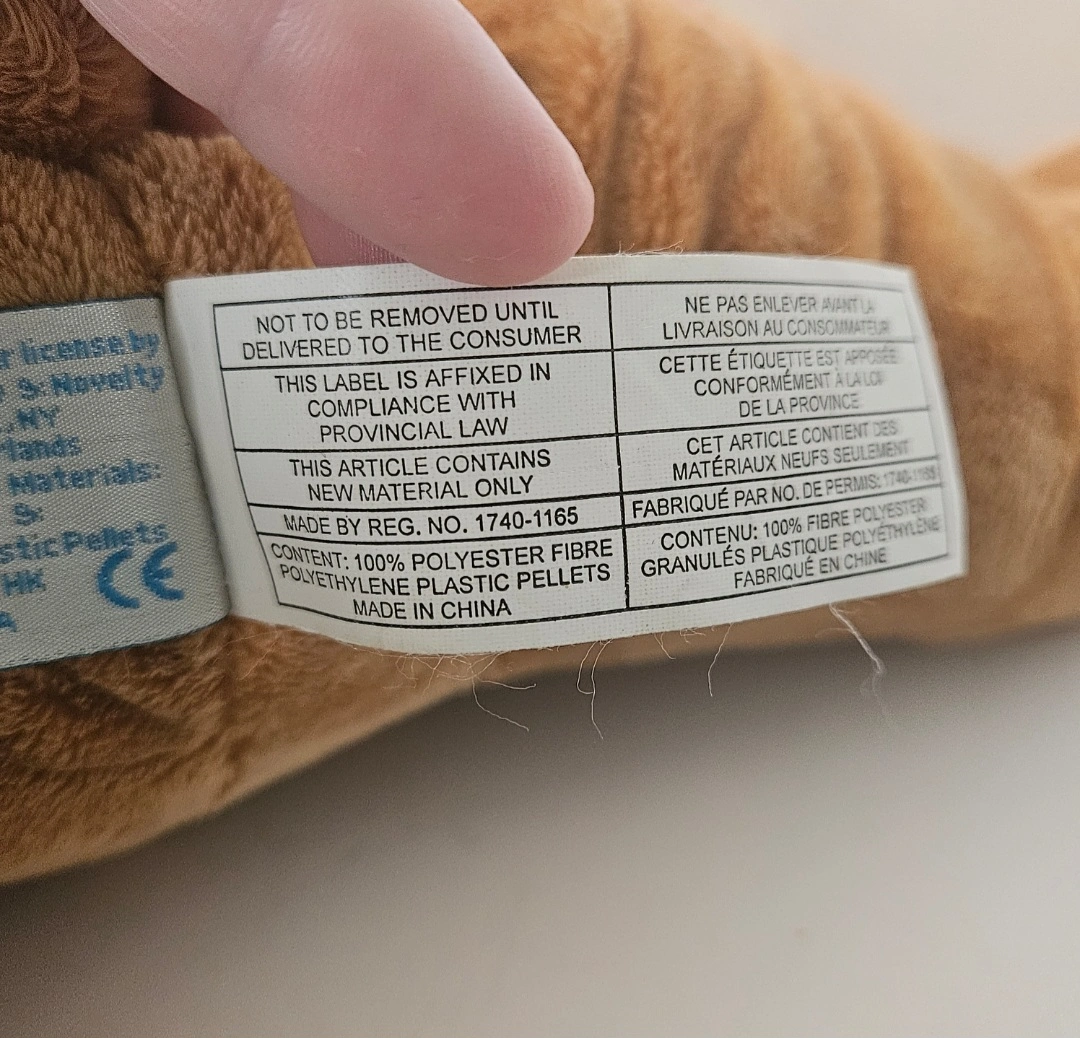 license by
& Novelty
, NY
Materials:
&
Pellets
HK
CE
NOT TO BE REMOVED UNTIL
DELIVERED TO THE CONSUMER
THIS LABEL IS AFFIXED IN
COMPLIANCE WITH
PROVINCIAL LAW
THIS ARTICLE CONTAINS
NEW MATERIAL ONLY
MADE BY REG. NO. 1740-1165
CONTENT: 100% POLYESTER FIBRE
POLYETHYLENE PLASTIC PELLETS
MADE IN CHINA
NE PAS ENLEVER AVANT LA
LIVRAISON AU CONSOMMATEUR
CETTE ÉTIQUETTE EST APPOSÉE
CONFORMÉMENT À LA LOI
DE LA PROVINCE
CET ARTICLE CONTIENT DES
MATÉRIAUX NEUFS SEULEMENT
FABRIQUÉ PAR NO. DE PERMIS: 1740-1165
CONTENU: 100% FIBRE POLYESTER
GRANULÉS PLASTIQUE POLYÉTHYLÈNE
FABRIQUÉ EN CHINE